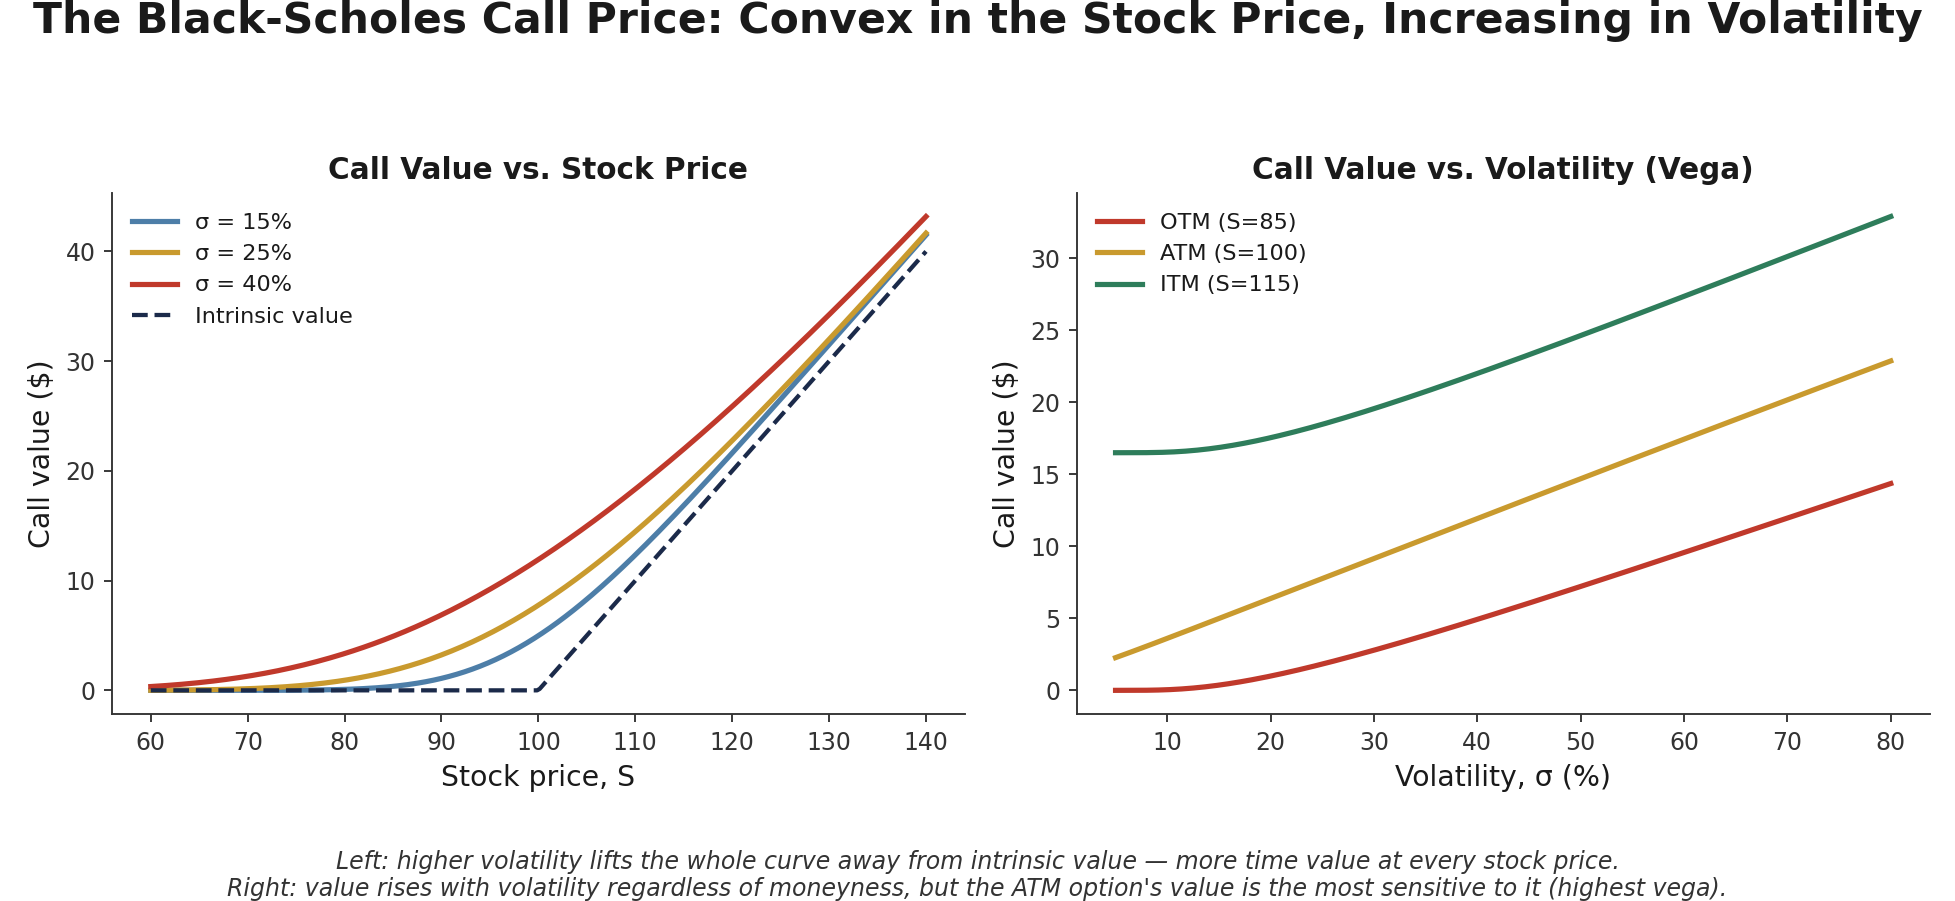 The Black-Scholes Call Price: Convex in the Stock Price, Increasing in Volatility
Call Value vs. Stock Price
σ = 15%
σ = 25%
σ = 40%
Intrinsic value
Call value ($)
40
30
20
10
0
60 70 80 90 100 110 120 130 140
Stock price, S
Call Value vs. Volatility (Vega)
OTM (S=85)
ATM (S=100)
ITM (S=115)
Call value ($)
30
25
20
15
10
5
0
10 20 30 40 50 60 70 80
Volatility, σ (%)
Left: higher volatility lifts the whole curve away from intrinsic value — more time value at every stock price.
Right: value rises with volatility regardless of moneyness, but the ATM option's value is the most sensitive to it (highest vega).